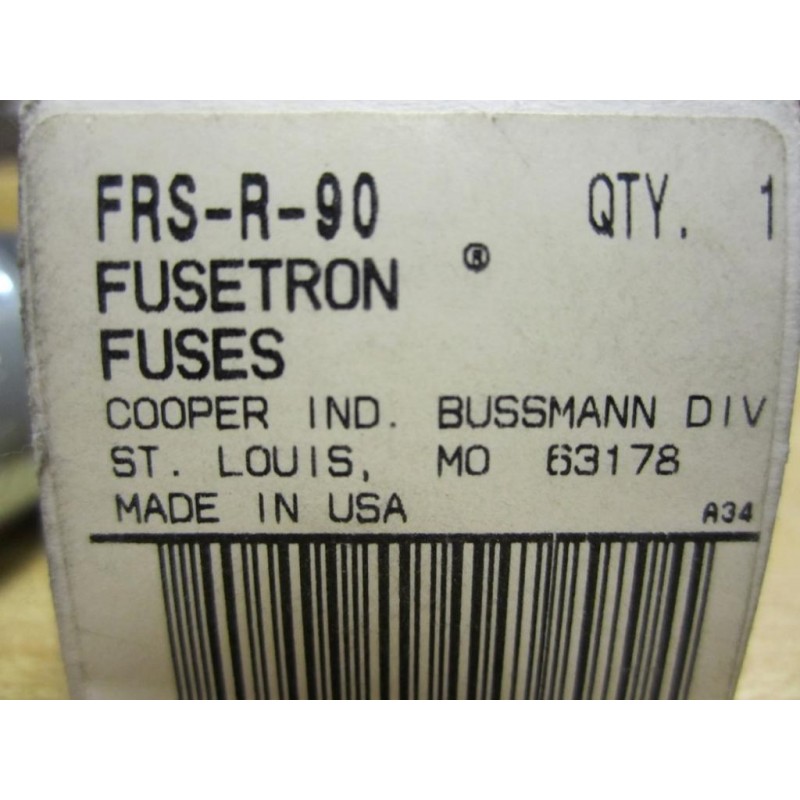 FRS-R-90 QTY. 1
FUSETRON ®
FUSES
COOPER IND. BUSSMANN DIV
ST. LOUIS, MO 63178
MADE IN USA A34